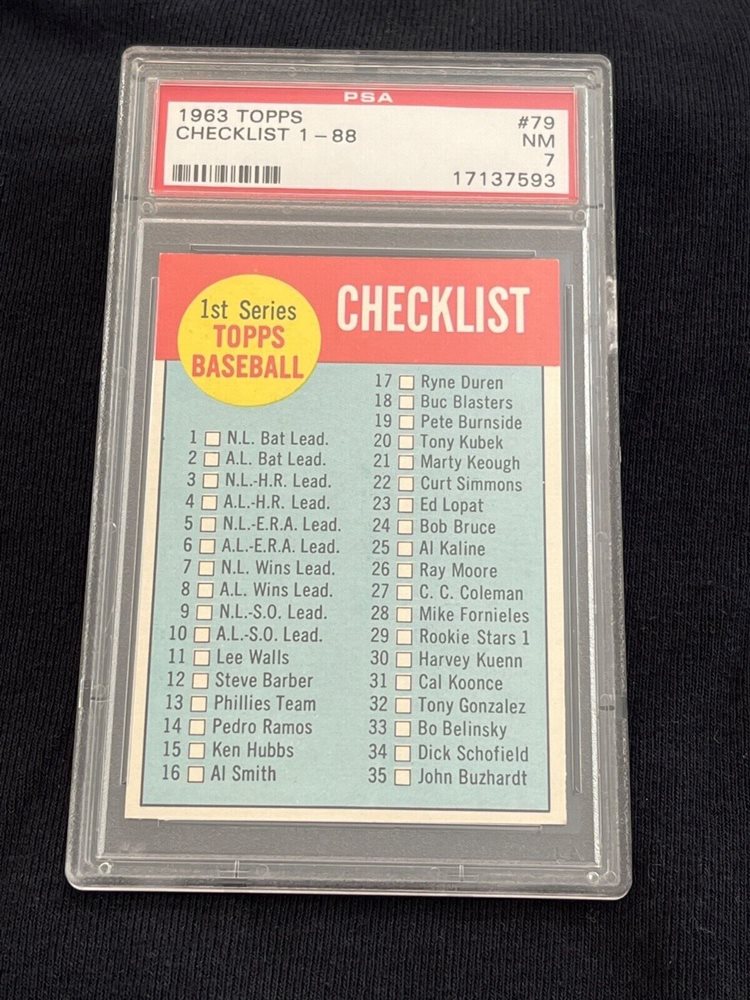 PSA
1963 TOPPS
CHECKLIST 1-88
#79
NM
7
17137593
1st Series
TOPPS
BASEBALL
CHECKLIST
1 N.L. Bat Lead.
2 A.L. Bat Lead.
3 N.L.-H.R. Lead.
4 A.L.-H.R. Lead.
5 N.L.-E.R.A. Lead.
6 A.L.-E.R.A. Lead.
7 N.L. Wins Lead.
8 A.L. Wins Lead.
9 N.L.-S.O. Lead.
10 A.L.-S.O. Lead.
11 Lee Walls
12 Steve Barber
13 Phillies Team
14 Pedro Ramos
15 Ken Hubbs
16 Al Smith
17 Ryne Duren
18 Buc Blasters
19 Pete Burnside
20 Tony Kubek
21 Marty Keough
22 Curt Simmons
23 Ed Lopat
24 Bob Bruce
25 Al Kaline
26 Ray Moore
27 C. C. Coleman
28 Mike Fornieles
29 Rookie Stars 1
30 Harvey Kuenn
31 Cal Koonce
32 Tony Gonzalez
33 Bo Belinsky
34 Dick Schofield
35 John Buzhardt